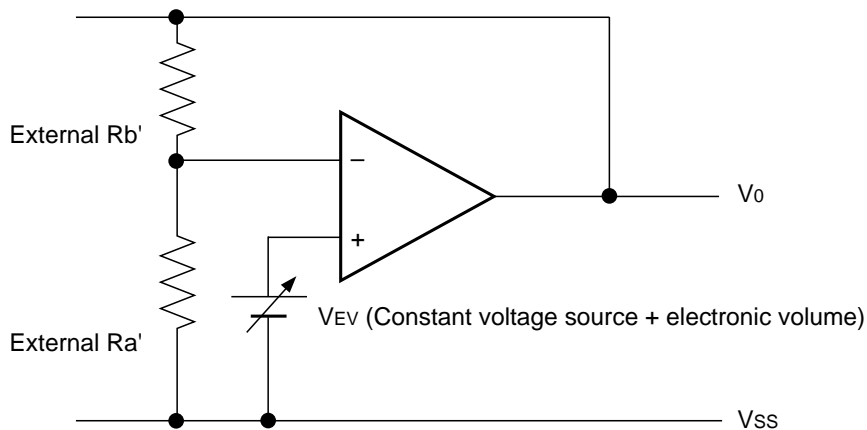 External Rb'
−
V0
+
VEV (Constant voltage source + electronic volume)
External Ra'
VSS